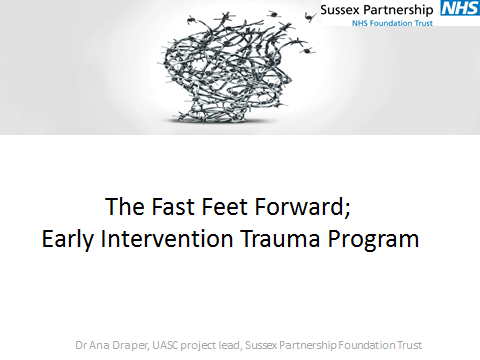 Sussex Partnership NHS
NHS Foundation Trust
The Fast Feet Forward;
Early Intervention Trauma Program
Dr Ana Draper, UASC project lead, Sussex Partnership Foundation Trust